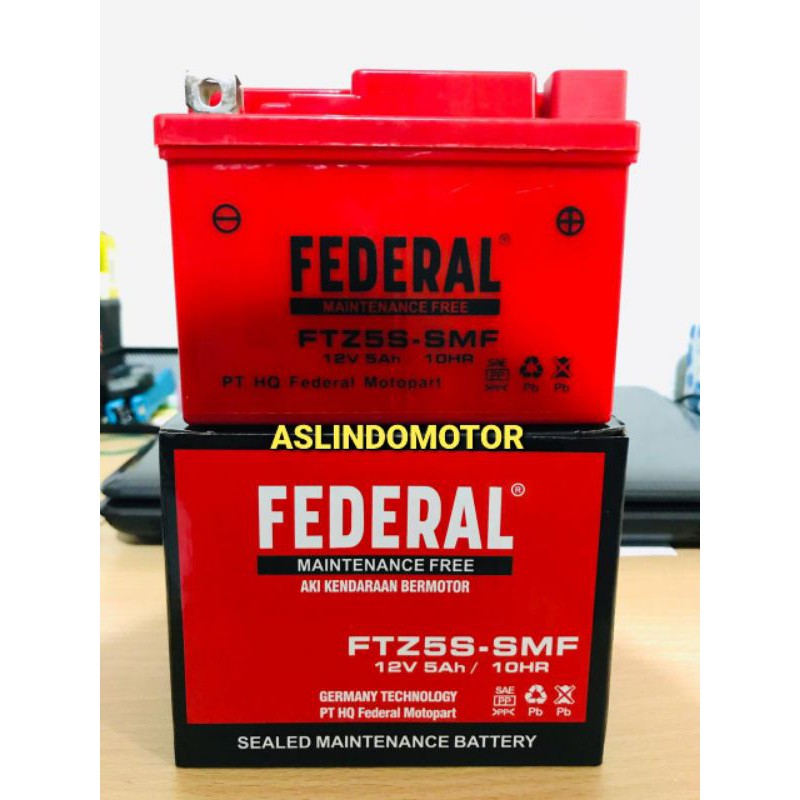 FEDERAL®
MAINTENANCE FREE
FTZ5S-SMF
12V 5Ah 10HR
PT HQ Federal Motopart
SAE
PP
>PP<
Pb
Pb
ASLINDOMOTOR
FEDERAL®
MAINTENANCE FREE
AKI KENDARAAN BERMOTOR
FTZ5S-SMF
12V 5Ah / 10HR
GERMANY TECHNOLOGY
PT HQ Federal Motopart
SAE
PP
>PP<
Pb
Pb
SEALED MAINTENANCE BATTERY